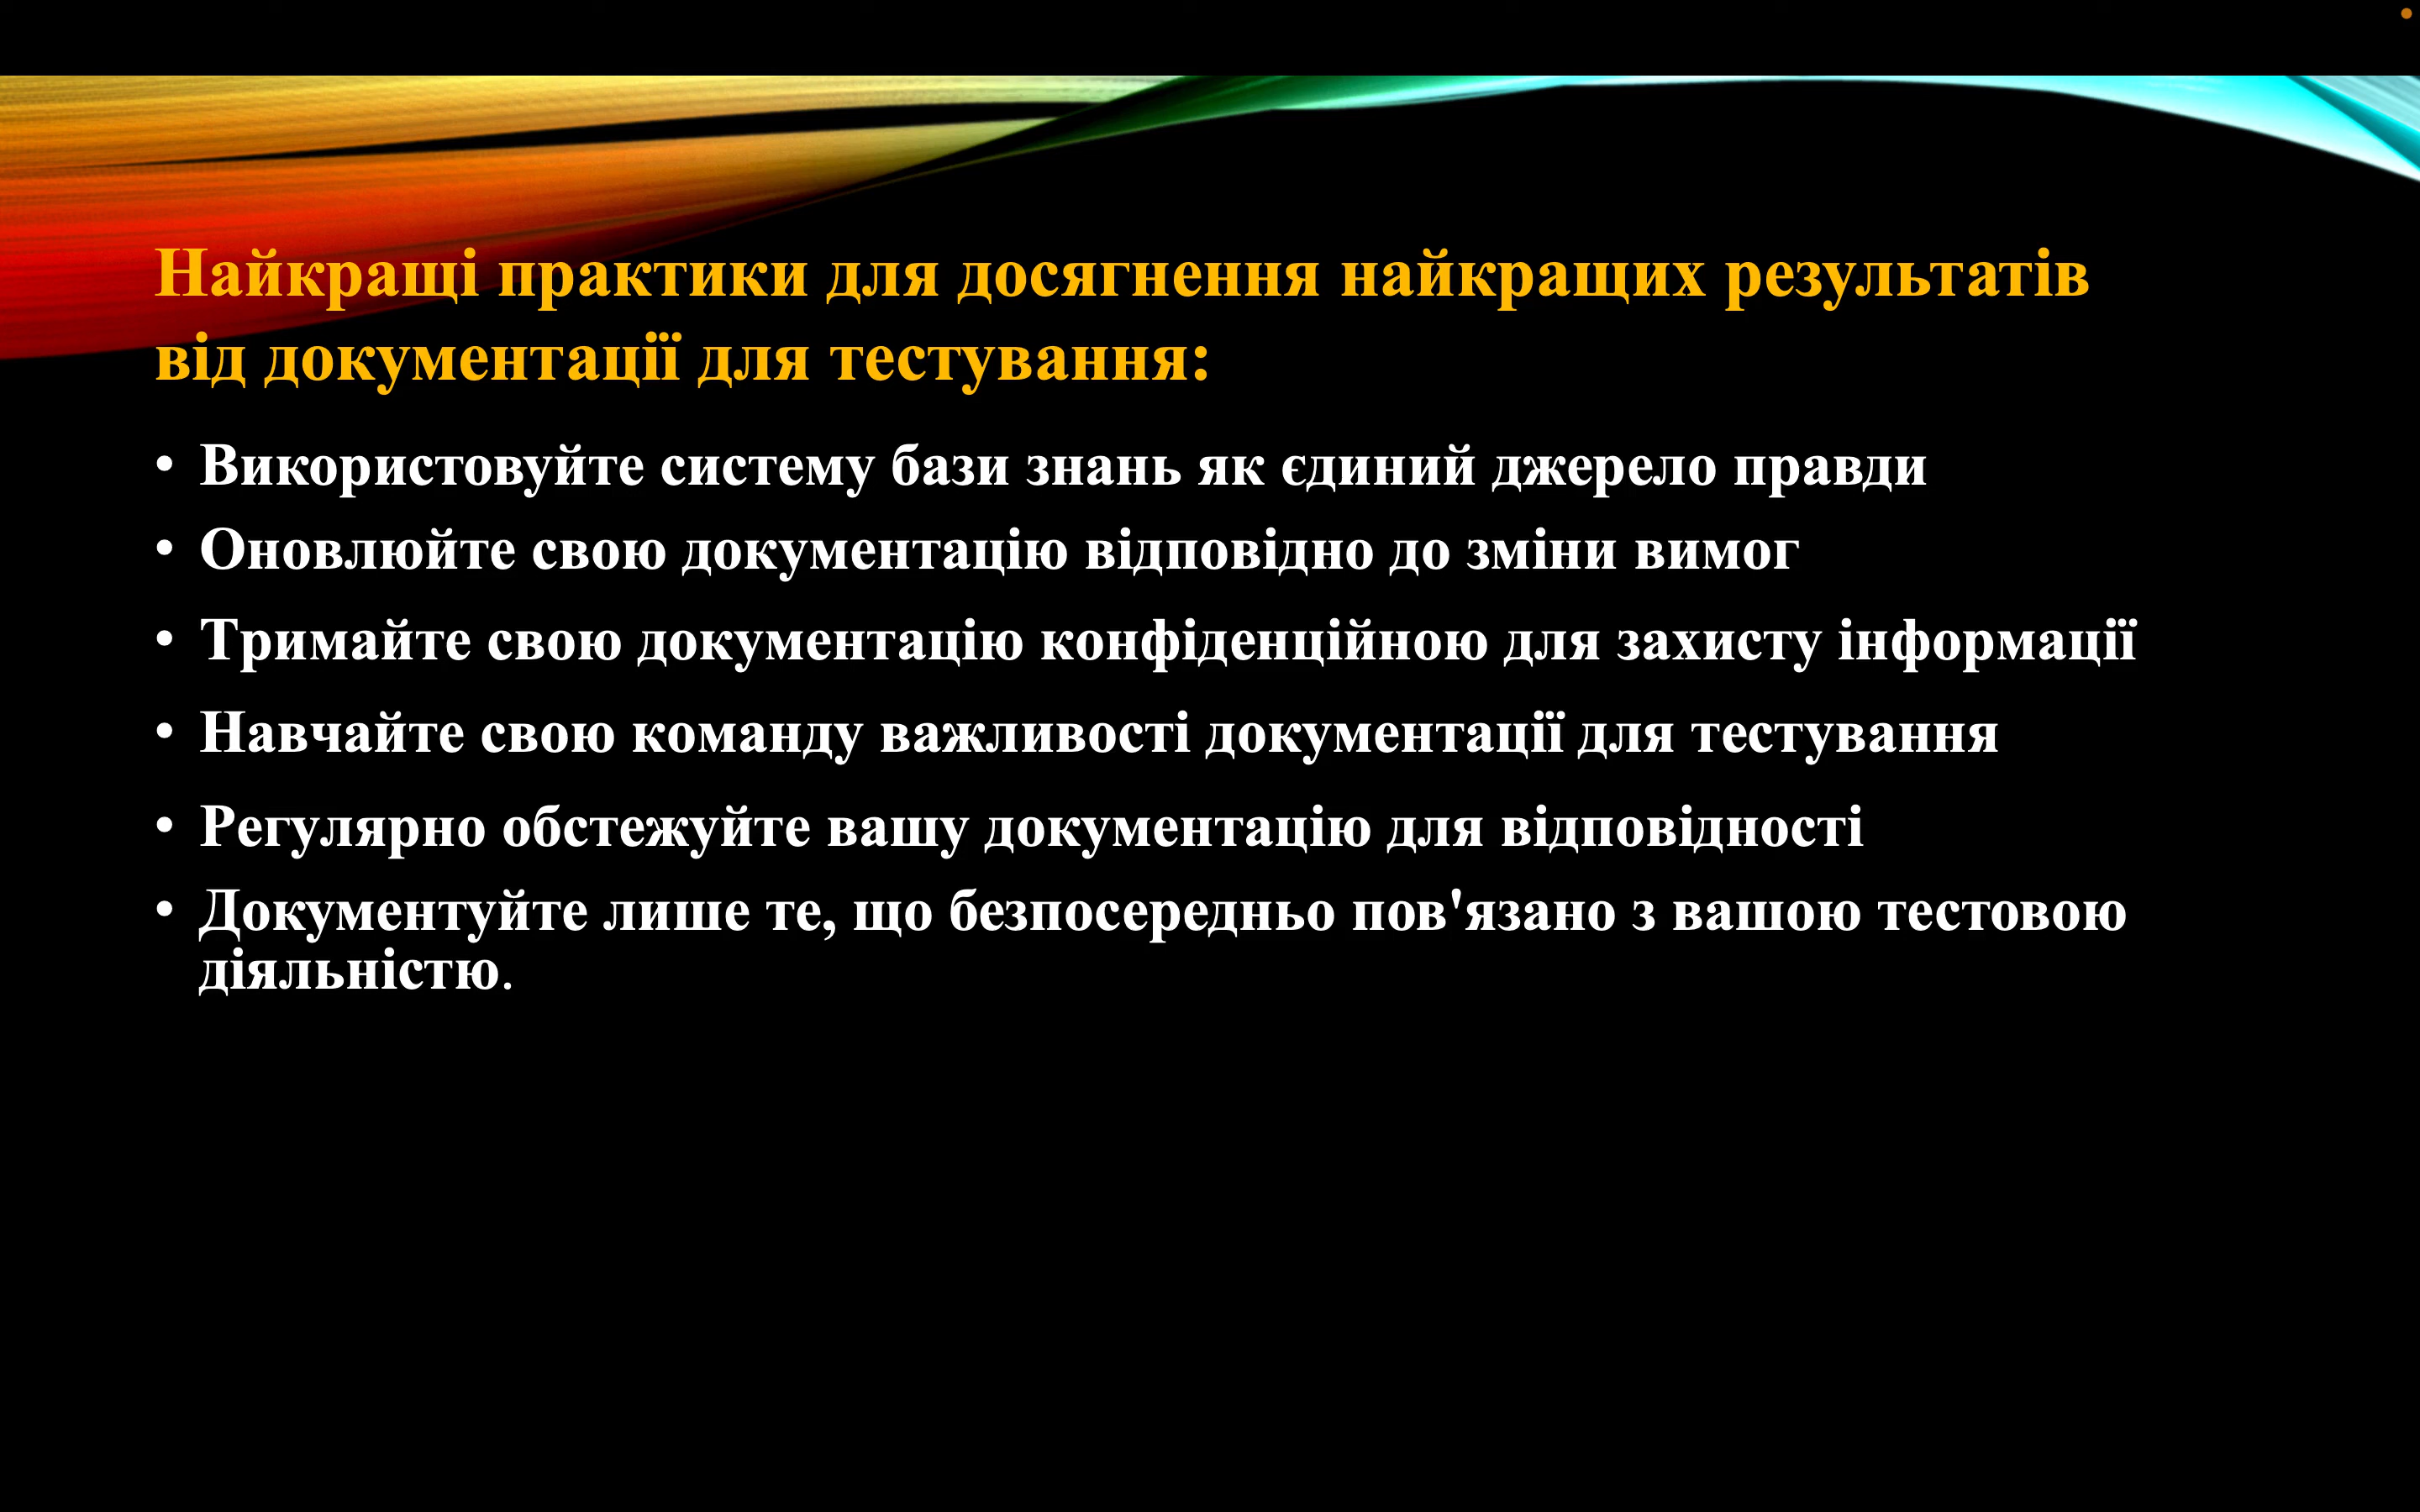 Найкращі практики для досягнення найкращих результатів
від документації для тестування:
• Використовуйте систему бази знань як єдиний джерело правди
• Оновлюйте свою документацію відповідно до зміни вимог
• Тримайте свою документацію конфіденційною для захисту інформації
• Навчайте свою команду важливості документації для тестування
• Регулярно обстежуйте вашу документацію для відповідності
• Документуйте лише те, що безпосередньо пов'язано з вашою тестовою
діяльністю.